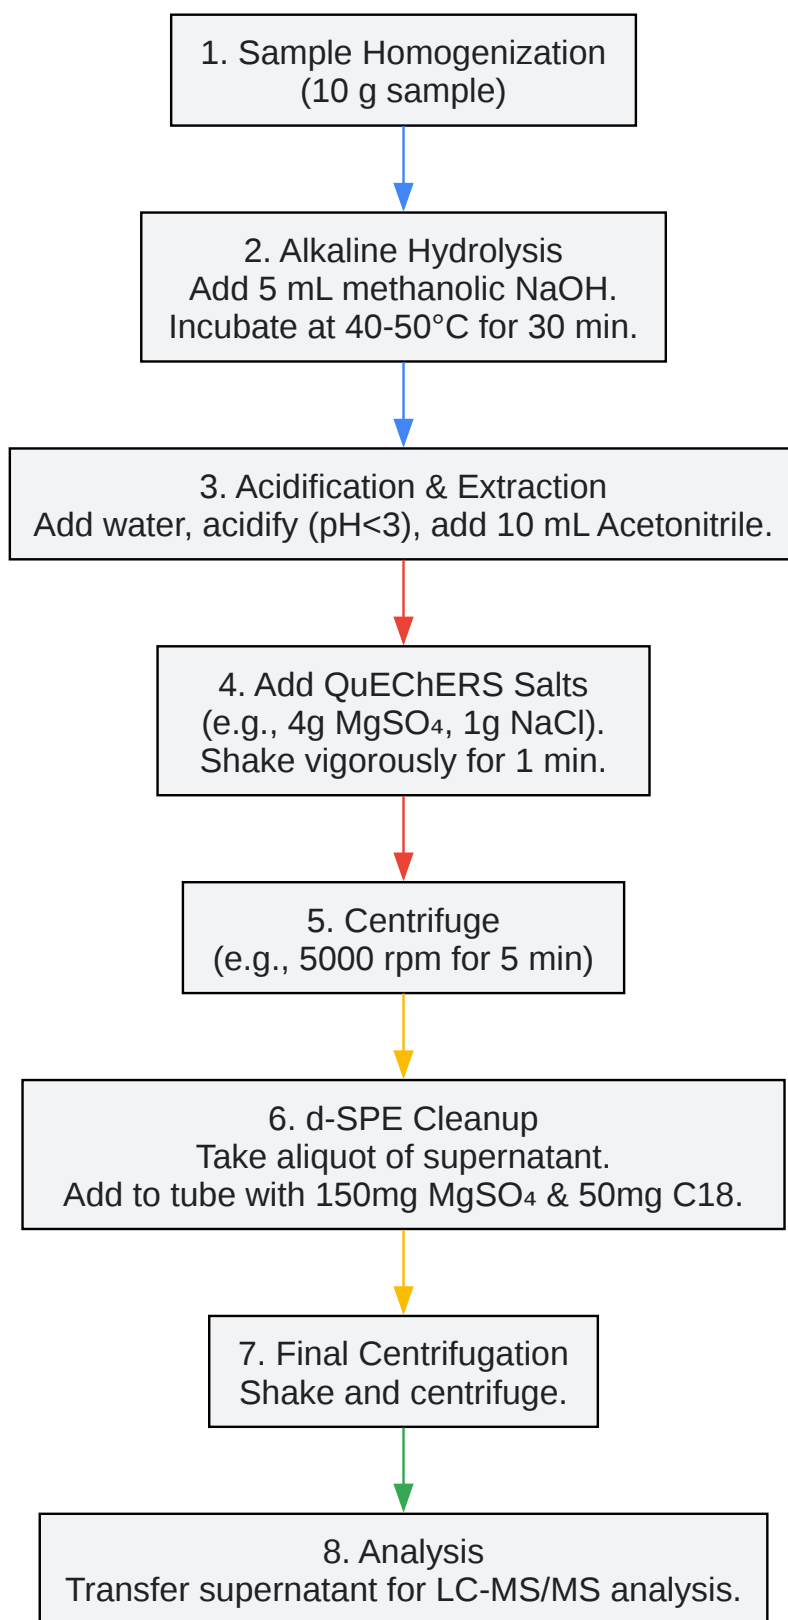 1. Sample Homogenization
(10 g sample)
2. Alkaline Hydrolysis
Add 5 mL methanolic NaOH.
Incubate at 40-50°C for 30 min.
3. Acidification & Extraction
Add water, acidify (pH<3), add 10 mL Acetonitrile.
4. Add QuEChERS Salts
(e.g., 4g MgSO₄, 1g NaCl).
Shake vigorously for 1 min.
5. Centrifuge
(e.g., 5000 rpm for 5 min)
6. d-SPE Cleanup
Take aliquot of supernatant.
Add to tube with 150mg MgSO₄ & 50mg C18.
7. Final Centrifugation
Shake and centrifuge.
8. Analysis
Transfer supernatant for LC-MS/MS analysis.